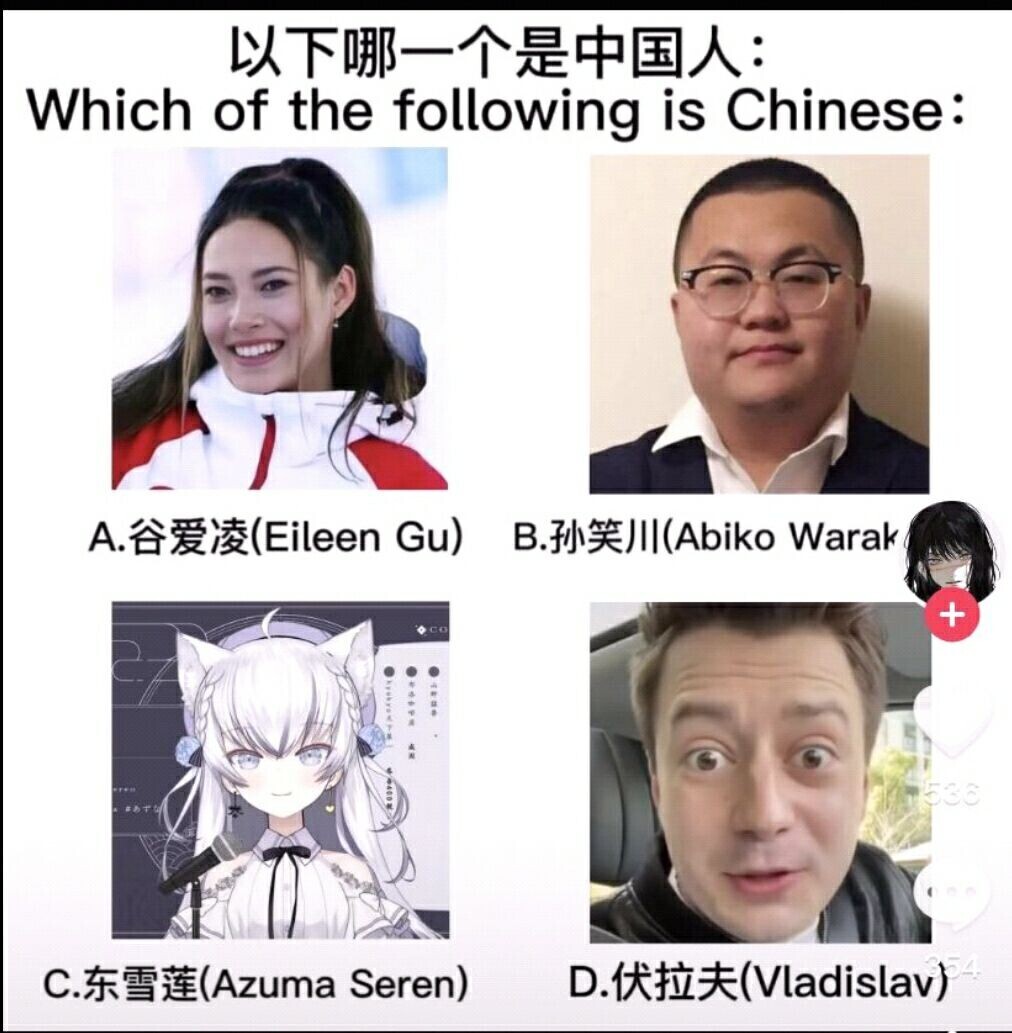 以下哪一个是中国人：
Which of the following is Chinese：
A.谷爱凌(Eileen Gu)
B.孙笑川(Abiko Warak
C.东雪莲(Azuma Seren)
D.伏拉夫(Vladislav)
536
354